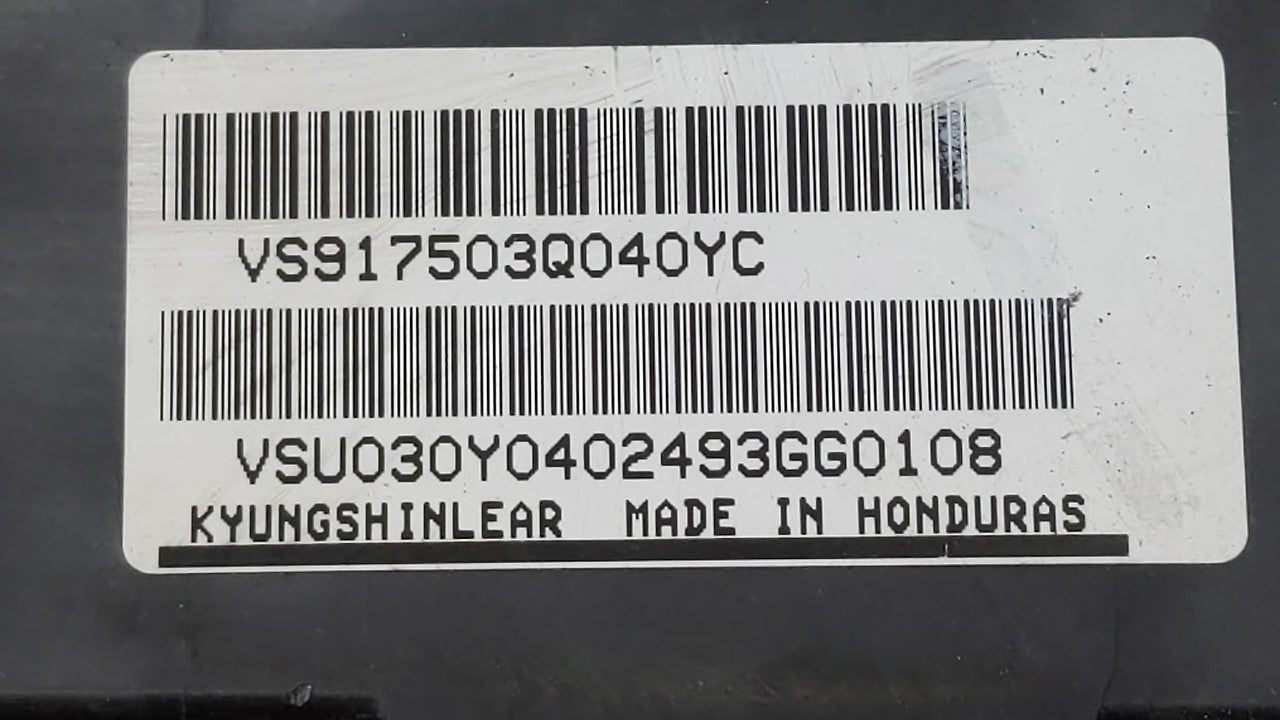 VS917503Q040YC
VSU030Y0402493GG0108
KYUNGSHINLEAR MADE IN HONDURAS